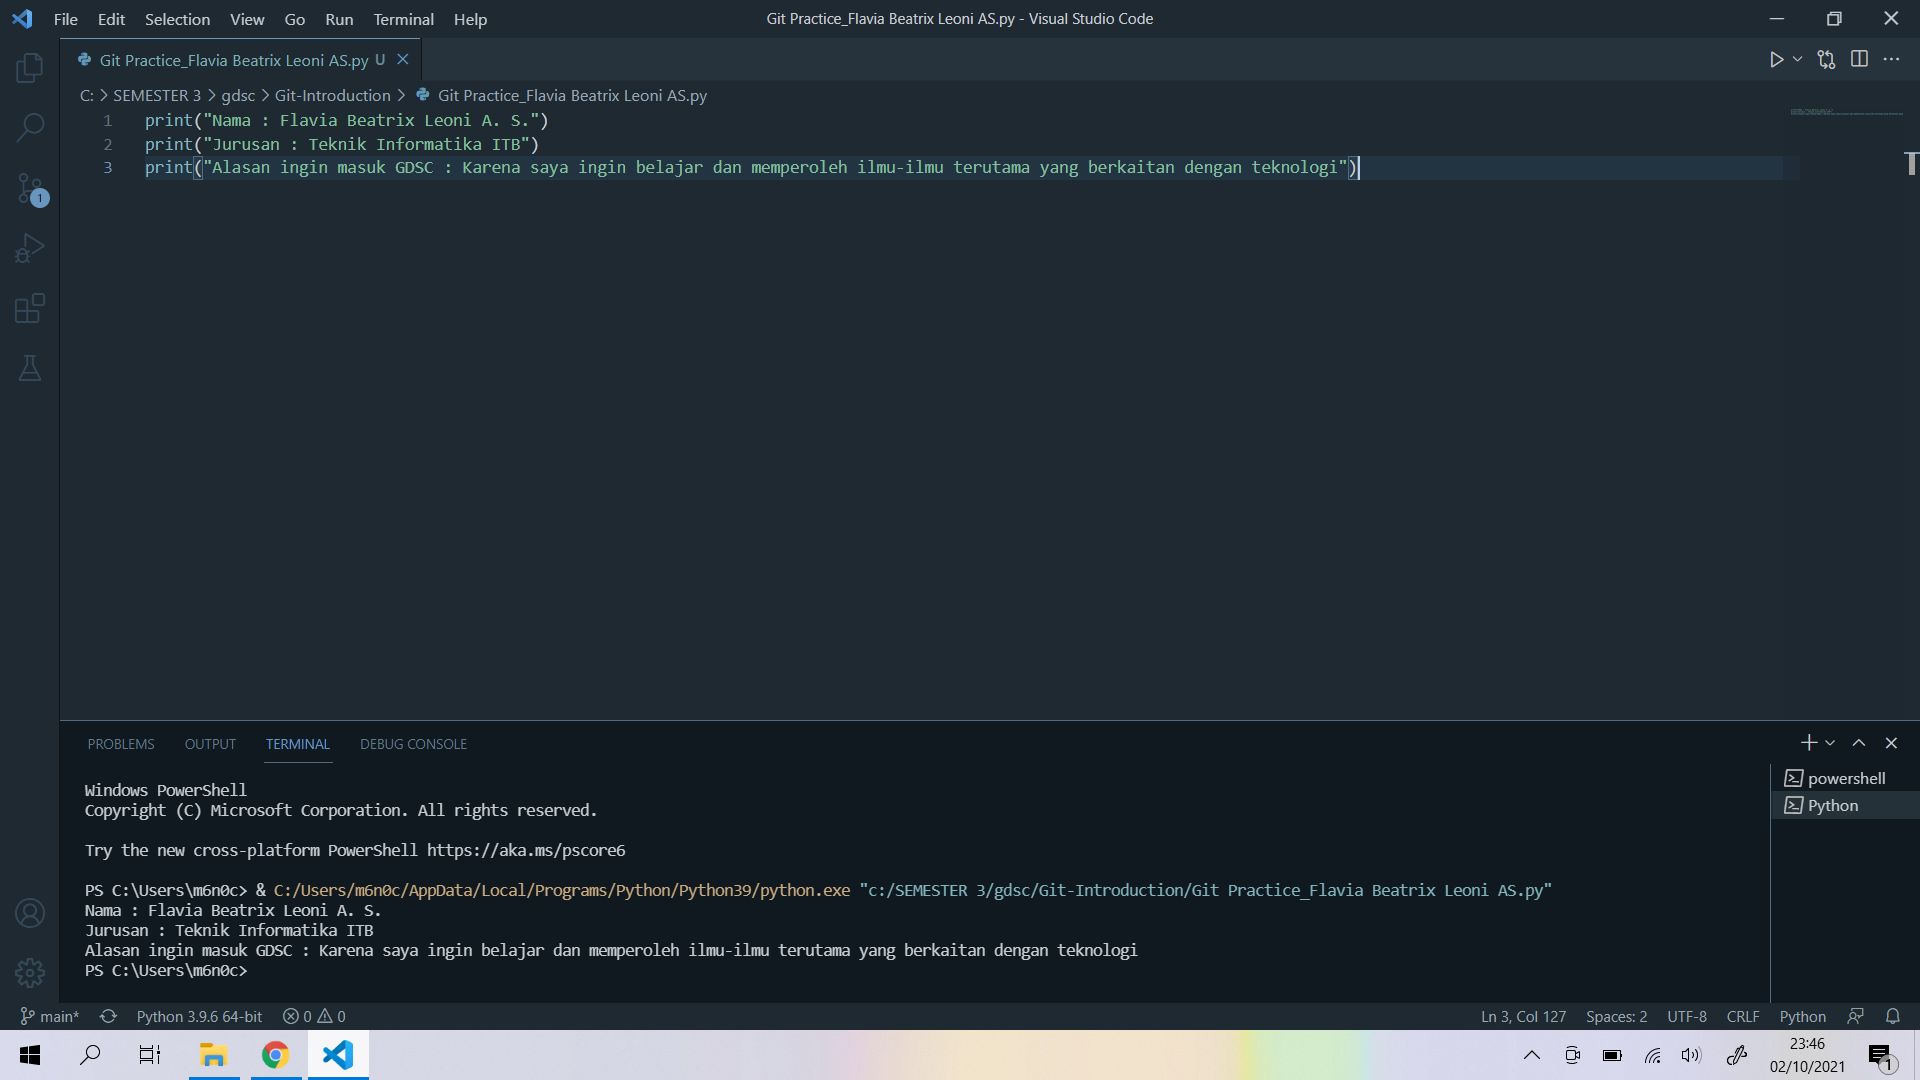 File Edit Selection View Go Run Terminal Help
Git Practice_Flavia Beatrix Leoni AS.py - Visual Studio Code
Git Practice_Flavia Beatrix Leoni AS.py U
C: > SEMESTER 3 > gdsc > Git-Introduction > Git Practice_Flavia Beatrix Leoni AS.py
1 print("Nama : Flavia Beatrix Leoni A. S.")
2 print("Jurusan : Teknik Informatika ITB")
3 print("Alasan ingin masuk GDSC : Karena saya ingin belajar dan memperoleh ilmu-ilmu terutama yang berkaitan dengan teknologi")
1
PROBLEMS OUTPUT TERMINAL DEBUG CONSOLE
Windows PowerShell
Copyright (C) Microsoft Corporation. All rights reserved.
Try the new cross-platform PowerShell https://aka.ms/pscore6
PS C:\Users\m6n0c> & C:/Users/m6n0c/AppData/Local/Programs/Python/Python39/python.exe "c:/SEMESTER 3/gdsc/Git-Introduction/Git Practice_Flavia Beatrix Leoni AS.py"
Nama : Flavia Beatrix Leoni A. S.
Jurusan : Teknik Informatika ITB
Alasan ingin masuk GDSC : Karena saya ingin belajar dan memperoleh ilmu-ilmu terutama yang berkaitan dengan teknologi
PS C:\Users\m6n0c>
powershell
Python
main* Python 3.9.6 64-bit 0 0
Ln 3, Col 127 Spaces: 2 UTF-8 CRLF Python
23:46
02/10/2021
1